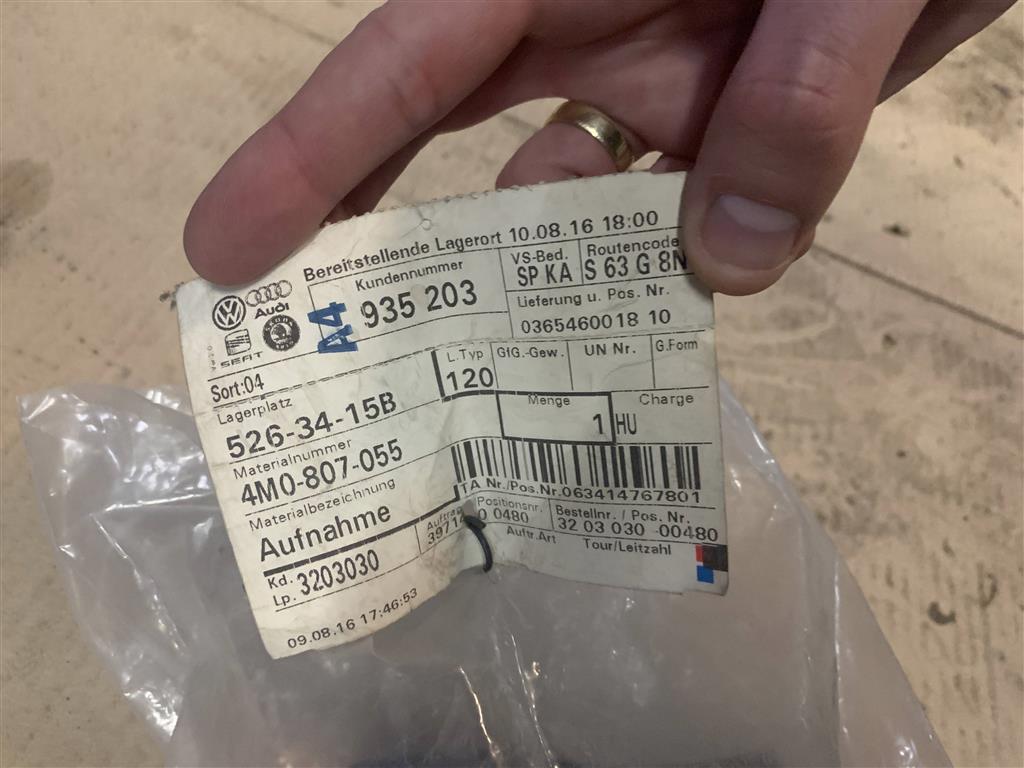 Bereitstellende Lagerort 10.08.16 18:00
Audi
SEAT
SKODA
Kundennummer
A4 935 203
VS-Bed.
SP KA
Routencode
S 63 G 8N
Lieferung u. Pos. Nr.
0365460018 10
Sort:04
L.Typ
120
GfG.-Gew.
UN Nr.
G.Form
Lagerplatz
526-34-15B
Menge
1 HU
Charge
Materialnummer
4M0-807-055
TA Nr./Pos.Nr.063414767801
Materialbezeichnung
Aufnahme
Positionsnr.
0480
Bestellnr. / Pos. Nr.
32 03 030 -00480
Kd.
Lp. 3203030
Auftr.Art
Tour/Leitzahl
09.08.16 17:46:53